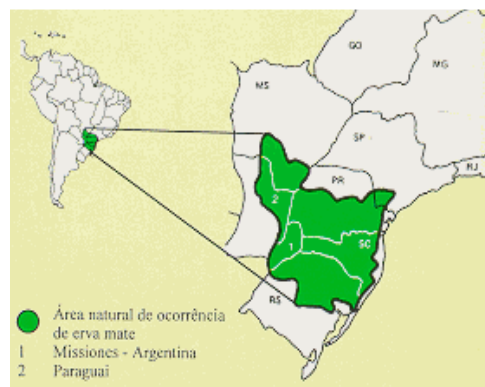 GO
MG
MS
SP
RJ
PR
2
1
SC
RS
Área natural de ocorrência
de erva mate
1 Missiones - Argentina
2 Paraguai